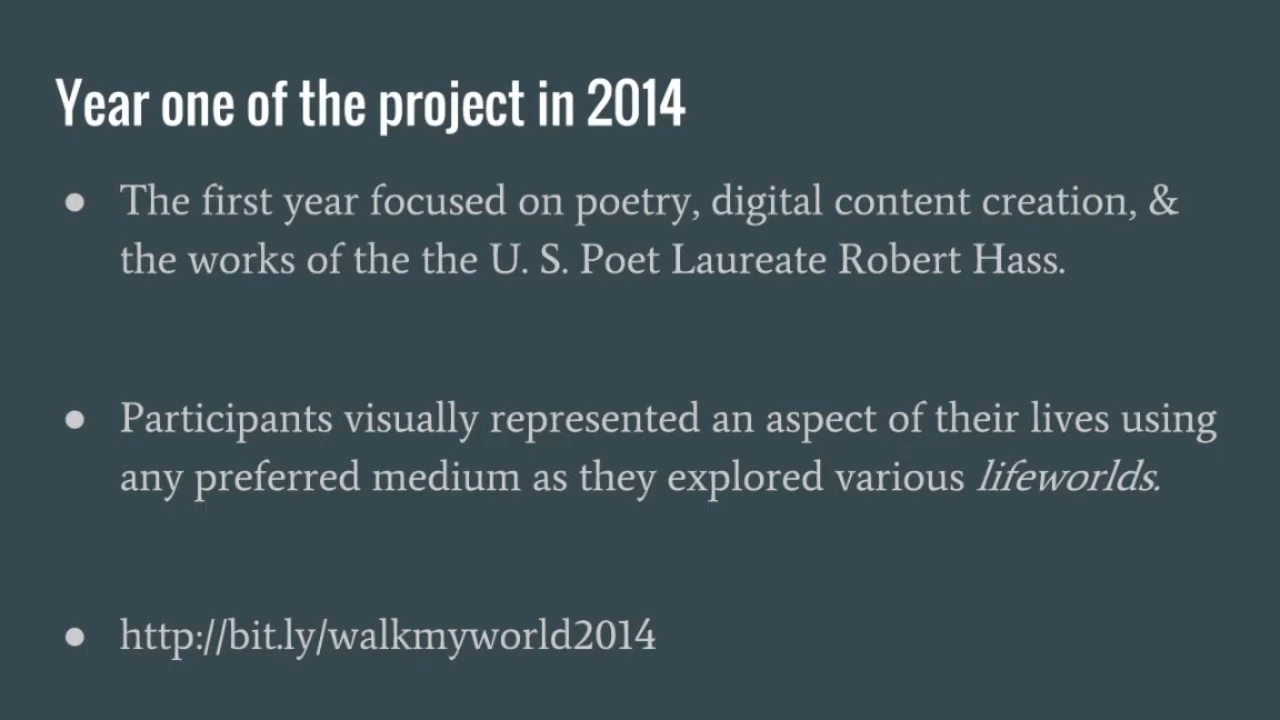 Year one of the project in 2014
● The first year focused on poetry, digital content creation, &
the works of the the U. S. Poet Laureate Robert Hass.
● Participants visually represented an aspect of their lives using
any preferred medium as they explored various lifeworlds.
● http://bit.ly/walkmyworld2014